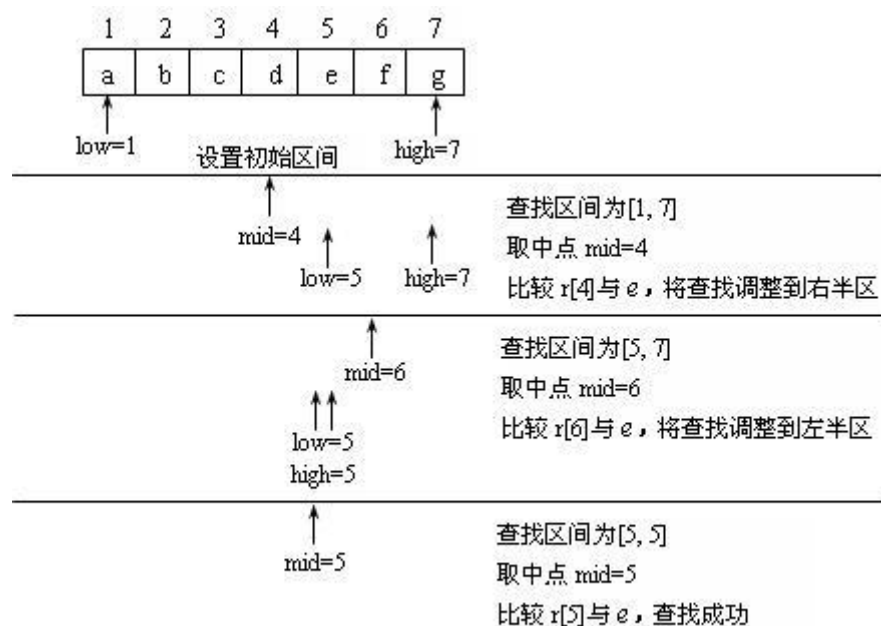 1 2 3 4 5 6 7
a b c d e f g
low=1 high=7
设置初始区间
mid=4
low=5 high=7
查找区间为[1, 7]
取中点 mid=4
比较 r[4]与 e，将查找调整到右半区
mid=6
low=5
high=5
查找区间为[5, 7]
取中点 mid=6
比较 r[6]与 e，将查找调整到左半区
mid=5
查找区间为[5, 5]
取中点 mid=5
比较 r[5]与 e，查找成功